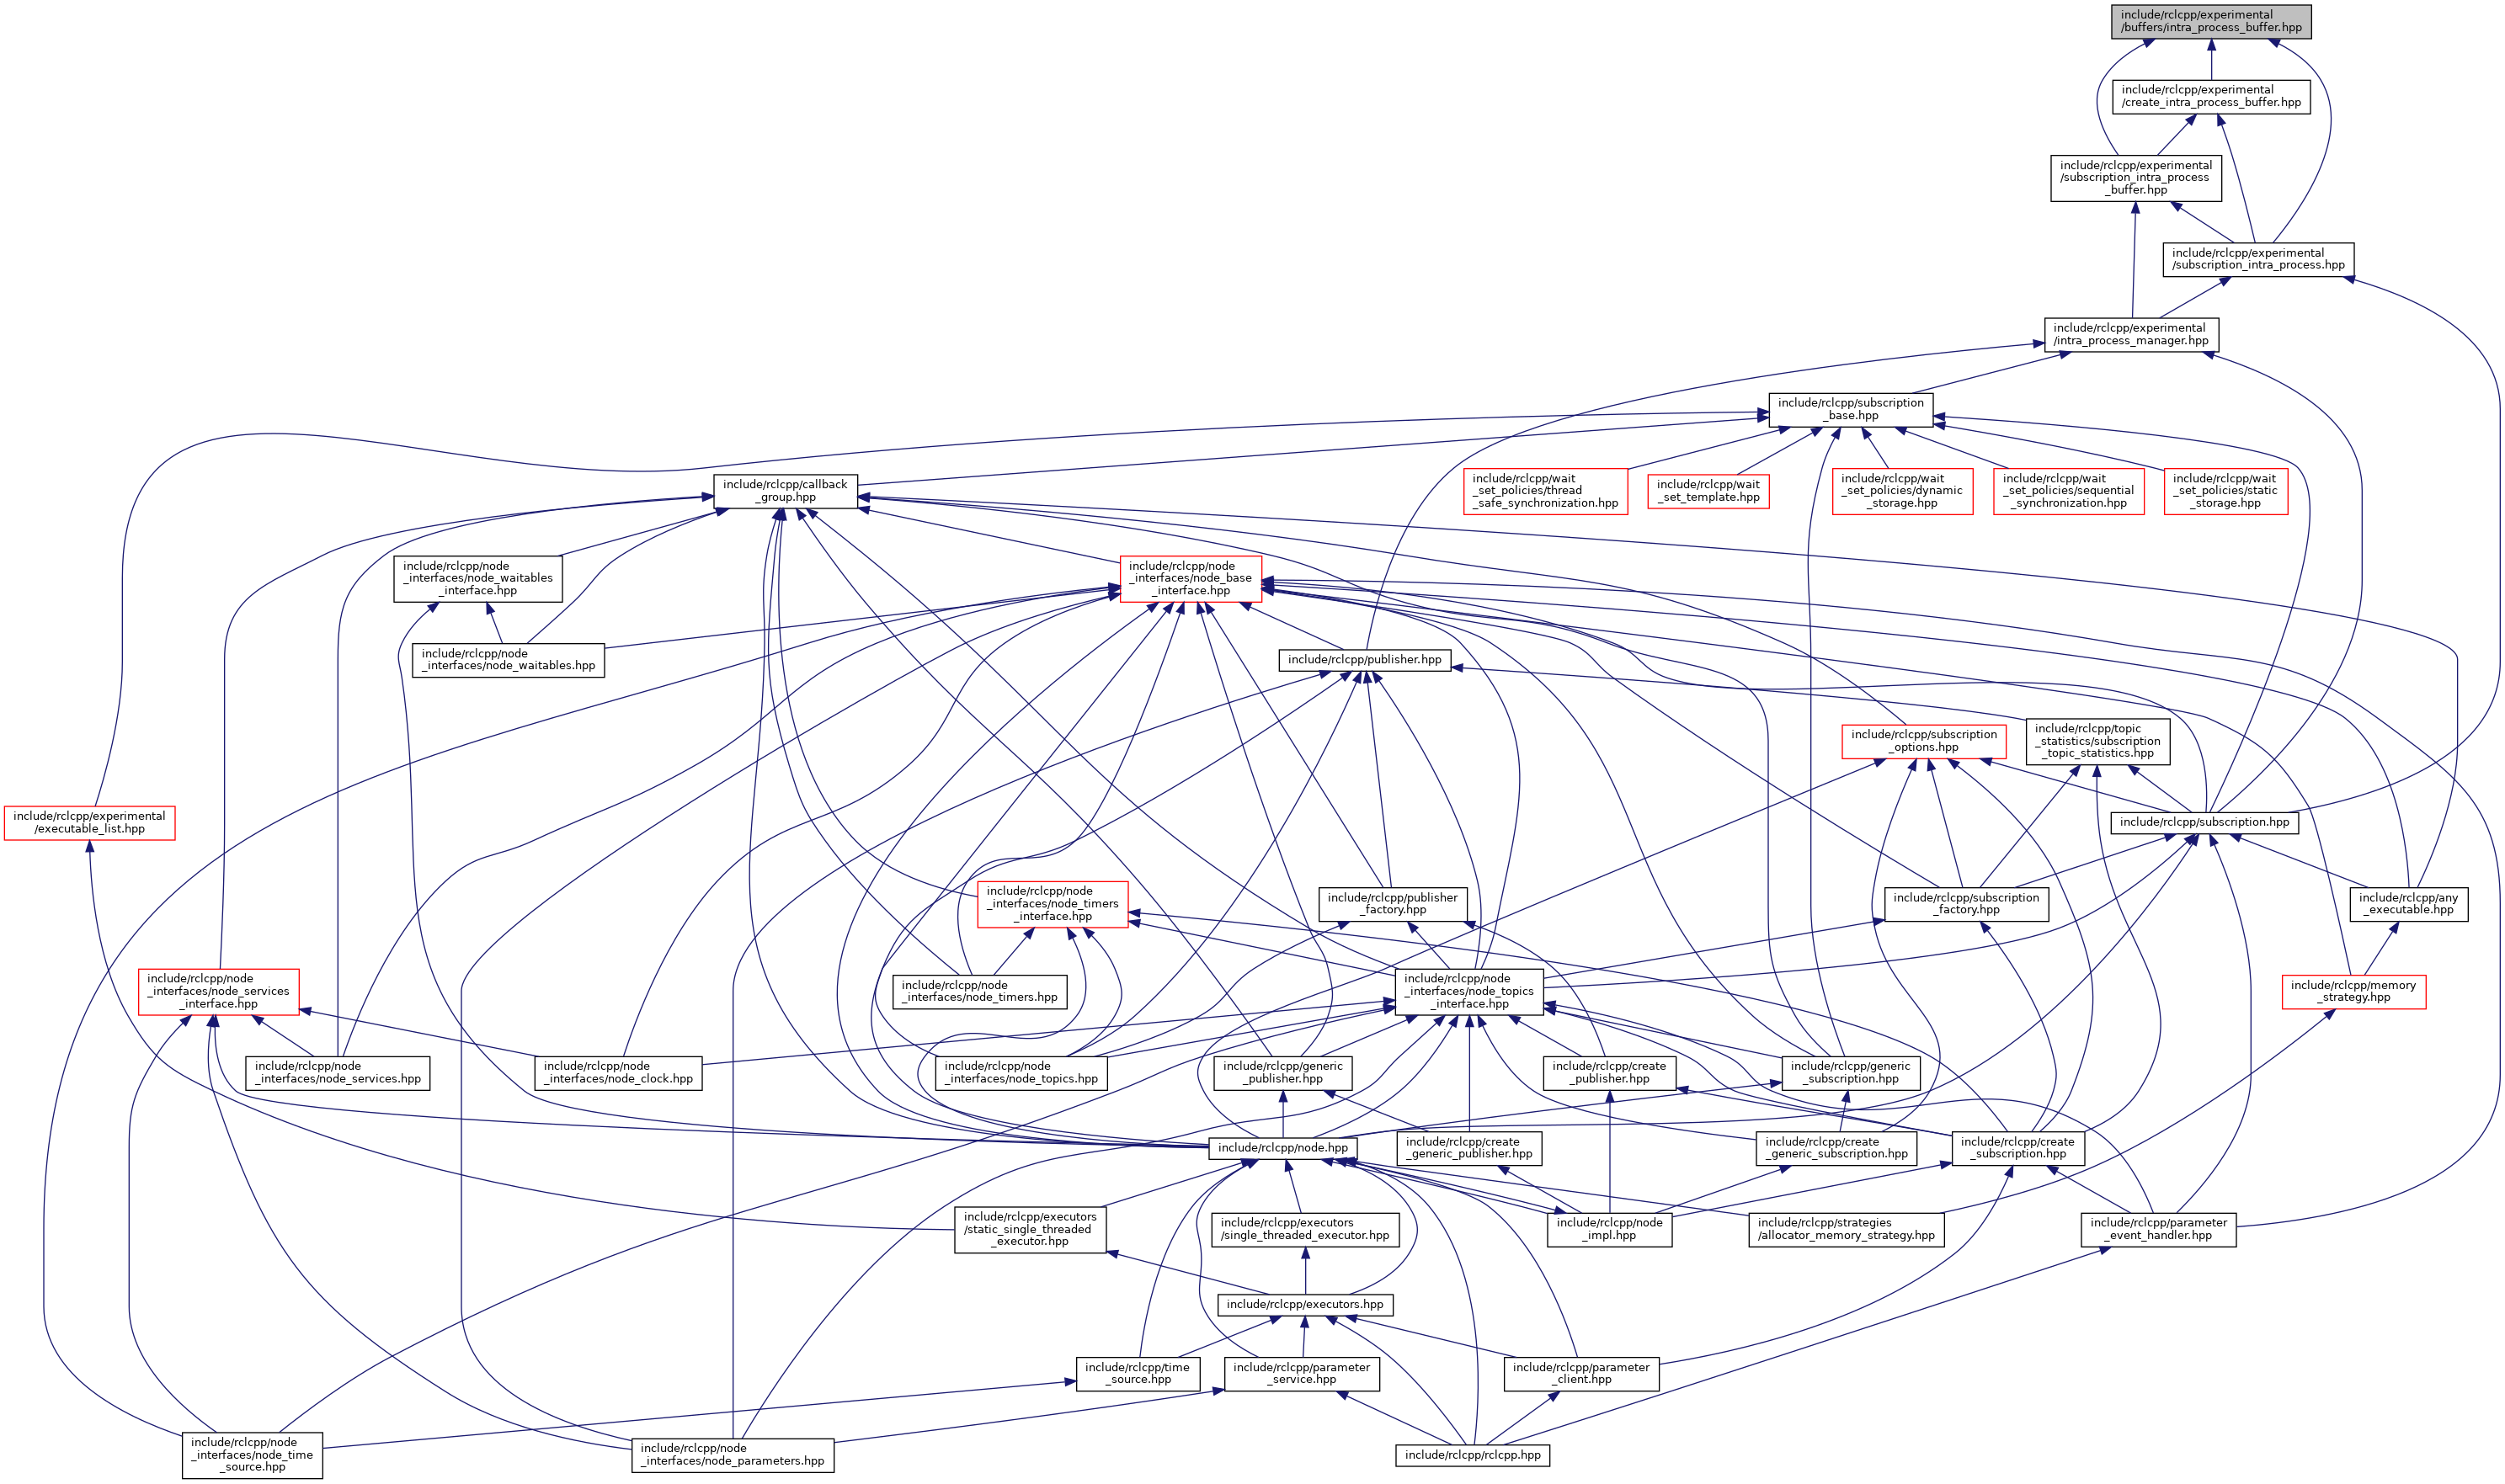 include/rclcpp/experimental
/buffers/intra_process_buffer.hpp
include/rclcpp/experimental
/create_intra_process_buffer.hpp
include/rclcpp/experimental
/subscription_intra_process
_buffer.hpp
include/rclcpp/experimental
/subscription_intra_process.hpp
include/rclcpp/experimental
/intra_process_manager.hpp
include/rclcpp/subscription
_base.hpp
include/rclcpp/callback
_group.hpp
include/rclcpp/wait
_set_policies/thread
_safe_synchronization.hpp
include/rclcpp/wait
_set_template.hpp
include/rclcpp/wait
_set_policies/dynamic
_storage.hpp
include/rclcpp/wait
_set_policies/sequential
_synchronization.hpp
include/rclcpp/wait
_set_policies/static
_storage.hpp
include/rclcpp/node
_interfaces/node_waitables
_interface.hpp
include/rclcpp/node
_interfaces/node_base
_interface.hpp
include/rclcpp/node
_interfaces/node_waitables.hpp
include/rclcpp/publisher.hpp
include/rclcpp/subscription
_options.hpp
include/rclcpp/topic
_statistics/subscription
_topic_statistics.hpp
include/rclcpp/experimental
/executable_list.hpp
include/rclcpp/subscription.hpp
include/rclcpp/node
_interfaces/node_timers
_interface.hpp
include/rclcpp/publisher
_factory.hpp
include/rclcpp/subscription
_factory.hpp
include/rclcpp/any
_executable.hpp
include/rclcpp/node
_interfaces/node_services
_interface.hpp
include/rclcpp/node
_interfaces/node_timers.hpp
include/rclcpp/node
_interfaces/node_topics
_interface.hpp
include/rclcpp/memory
_strategy.hpp
include/rclcpp/node
_interfaces/node_services.hpp
include/rclcpp/node
_interfaces/node_clock.hpp
include/rclcpp/node
_interfaces/node_topics.hpp
include/rclcpp/generic
_publisher.hpp
include/rclcpp/create
_publisher.hpp
include/rclcpp/generic
_subscription.hpp
include/rclcpp/node.hpp
include/rclcpp/create
_generic_publisher.hpp
include/rclcpp/create
_generic_subscription.hpp
include/rclcpp/create
_subscription.hpp
include/rclcpp/executors
/static_single_threaded
_executor.hpp
include/rclcpp/executors
/single_threaded_executor.hpp
include/rclcpp/node
_impl.hpp
include/rclcpp/strategies
/allocator_memory_strategy.hpp
include/rclcpp/parameter
_event_handler.hpp
include/rclcpp/executors.hpp
include/rclcpp/time
_source.hpp
include/rclcpp/parameter
_service.hpp
include/rclcpp/parameter
_client.hpp
include/rclcpp/node
_interfaces/node_time
_source.hpp
include/rclcpp/node
_interfaces/node_parameters.hpp
include/rclcpp/rclcpp.hpp